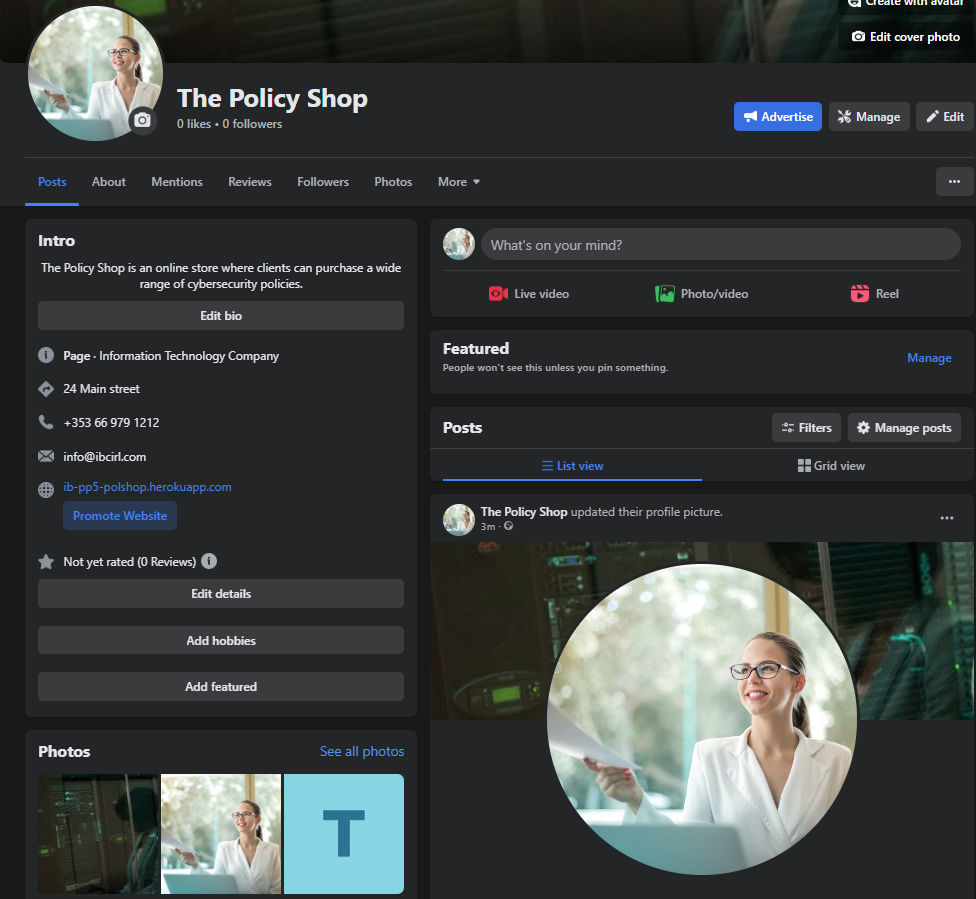 Create with avatar
Edit cover photo
The Policy Shop
0 likes • 0 followers
Advertise
Manage
Edit
Posts
About
Mentions
Reviews
Followers
Photos
More
Intro
The Policy Shop is an online store where clients can purchase a wide
range of cybersecurity policies.
Edit bio
Page · Information Technology Company
24 Main street
+353 66 979 1212
info@ibcirl.com
ib-pp5-polshop.herokuapp.com
Promote Website
Not yet rated (0 Reviews)
Edit details
Add hobbies
Add featured
Photos
See all photos
T
What's on your mind?
Live video
Photo/video
Reel
Featured
People won't see this unless you pin something.
Manage
Posts
Filters
Manage posts
List view
Grid view
The Policy Shop updated their profile picture.
3m ·